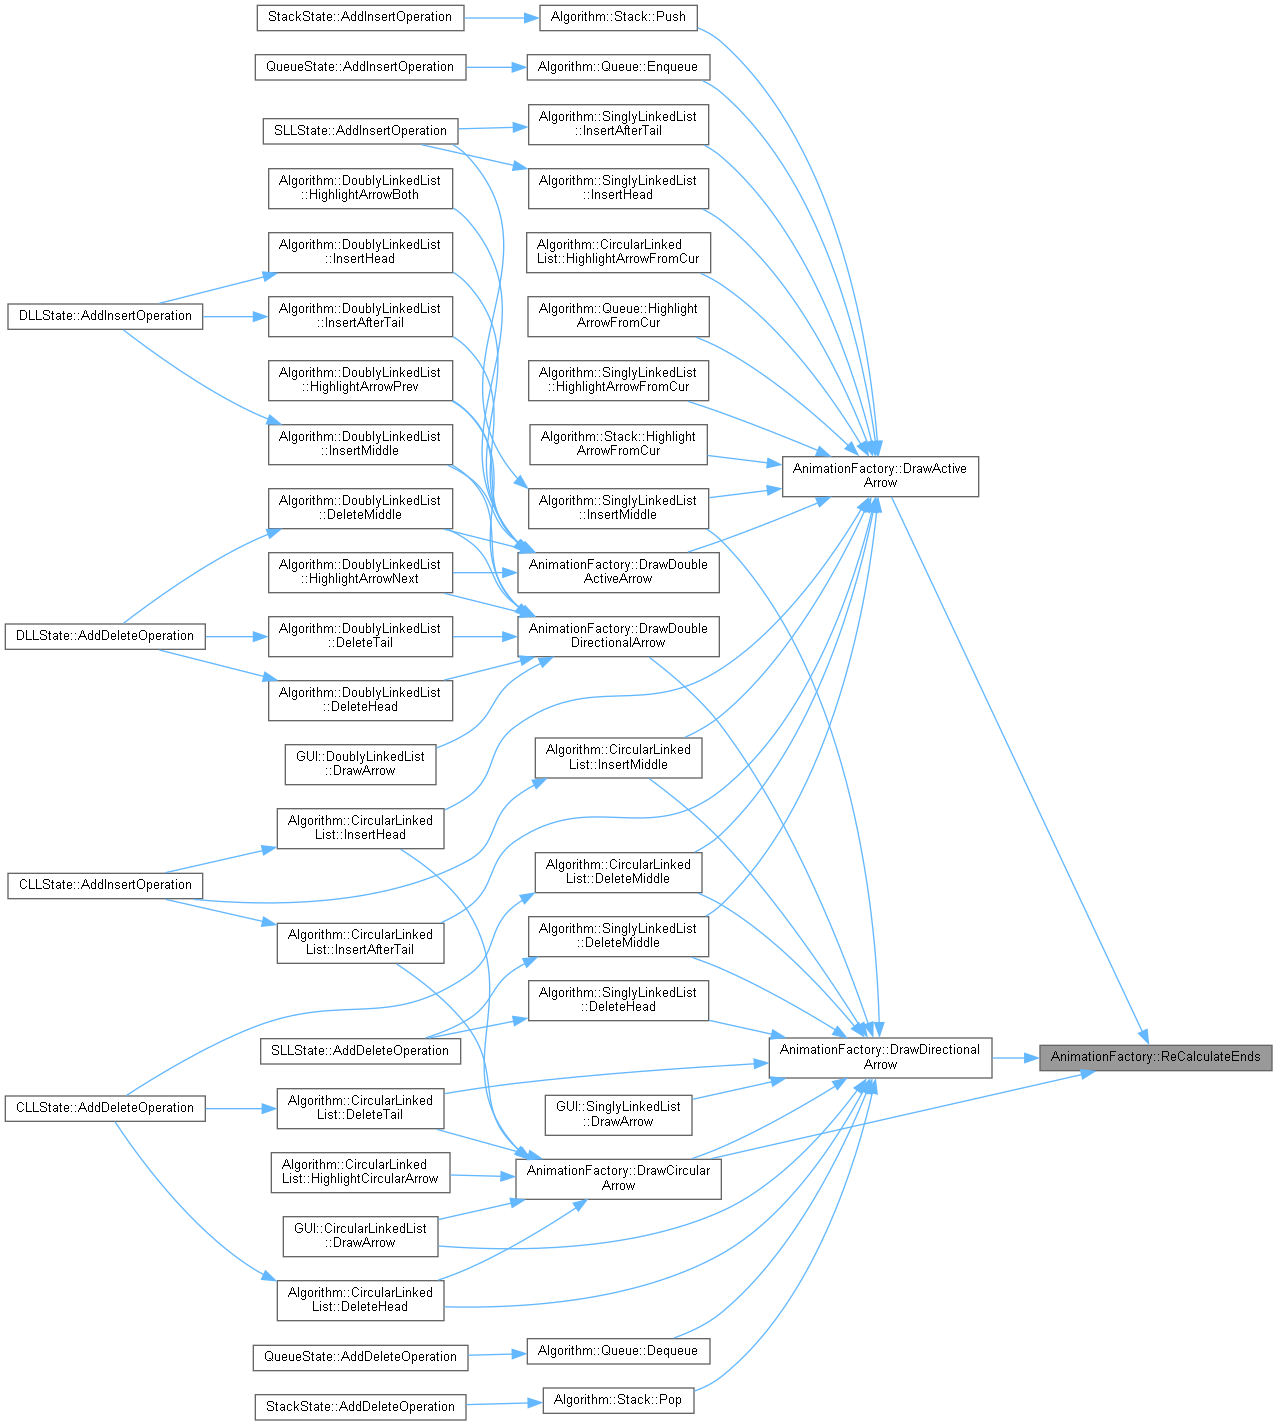 StackState::AddInsertOperation
Algorithm::Stack::Push
QueueState::AddInsertOperation
Algorithm::Queue::Enqueue
SLLState::AddInsertOperation
Algorithm::SinglyLinkedList
::InsertAfterTail
Algorithm::DoublyLinkedList
::HighlightArrowBoth
Algorithm::SinglyLinkedList
::InsertHead
Algorithm::DoublyLinkedList
::InsertHead
Algorithm::CircularLinked
List::HighlightArrowFromCur
DLLState::AddInsertOperation
Algorithm::DoublyLinkedList
::InsertAfterTail
Algorithm::Queue::Highlight
ArrowFromCur
Algorithm::DoublyLinkedList
::HighlightArrowPrev
Algorithm::SinglyLinkedList
::HighlightArrowFromCur
Algorithm::DoublyLinkedList
::InsertMiddle
Algorithm::Stack::Highlight
ArrowFromCur
AnimationFactory::DrawActive
Arrow
Algorithm::DoublyLinkedList
::DeleteMiddle
Algorithm::SinglyLinkedList
::InsertMiddle
Algorithm::DoublyLinkedList
::HighlightArrowNext
AnimationFactory::DrawDouble
ActiveArrow
DLLState::AddDeleteOperation
Algorithm::DoublyLinkedList
::DeleteTail
AnimationFactory::DrawDouble
DirectionalArrow
Algorithm::DoublyLinkedList
::DeleteHead
GUI::DoublyLinkedList
::DrawArrow
Algorithm::CircularLinked
List::InsertMiddle
Algorithm::CircularLinked
List::InsertHead
CLLState::AddInsertOperation
Algorithm::CircularLinked
List::DeleteMiddle
Algorithm::CircularLinked
List::InsertAfterTail
Algorithm::SinglyLinkedList
::DeleteMiddle
Algorithm::SinglyLinkedList
::DeleteHead
SLLState::AddDeleteOperation
AnimationFactory::DrawDirectional
Arrow
AnimationFactory::ReCalculateEnds
CLLState::AddDeleteOperation
Algorithm::CircularLinked
List::DeleteTail
GUI::SinglyLinkedList
::DrawArrow
Algorithm::CircularLinked
List::HighlightCircularArrow
AnimationFactory::DrawCircular
Arrow
GUI::CircularLinkedList
::DrawArrow
Algorithm::CircularLinked
List::DeleteHead
QueueState::AddDeleteOperation
Algorithm::Queue::Dequeue
StackState::AddDeleteOperation
Algorithm::Stack::Pop